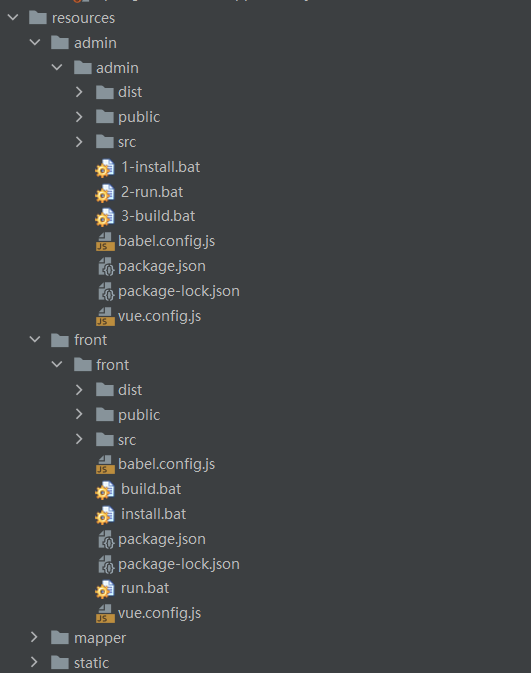 resources
admin
admin
dist
public
src
1-install.bat
2-run.bat
3-build.bat
babel.config.js
package.json
package-lock.json
vue.config.js
front
front
dist
public
src
babel.config.js
build.bat
install.bat
package.json
package-lock.json
run.bat
vue.config.js
mapper
static